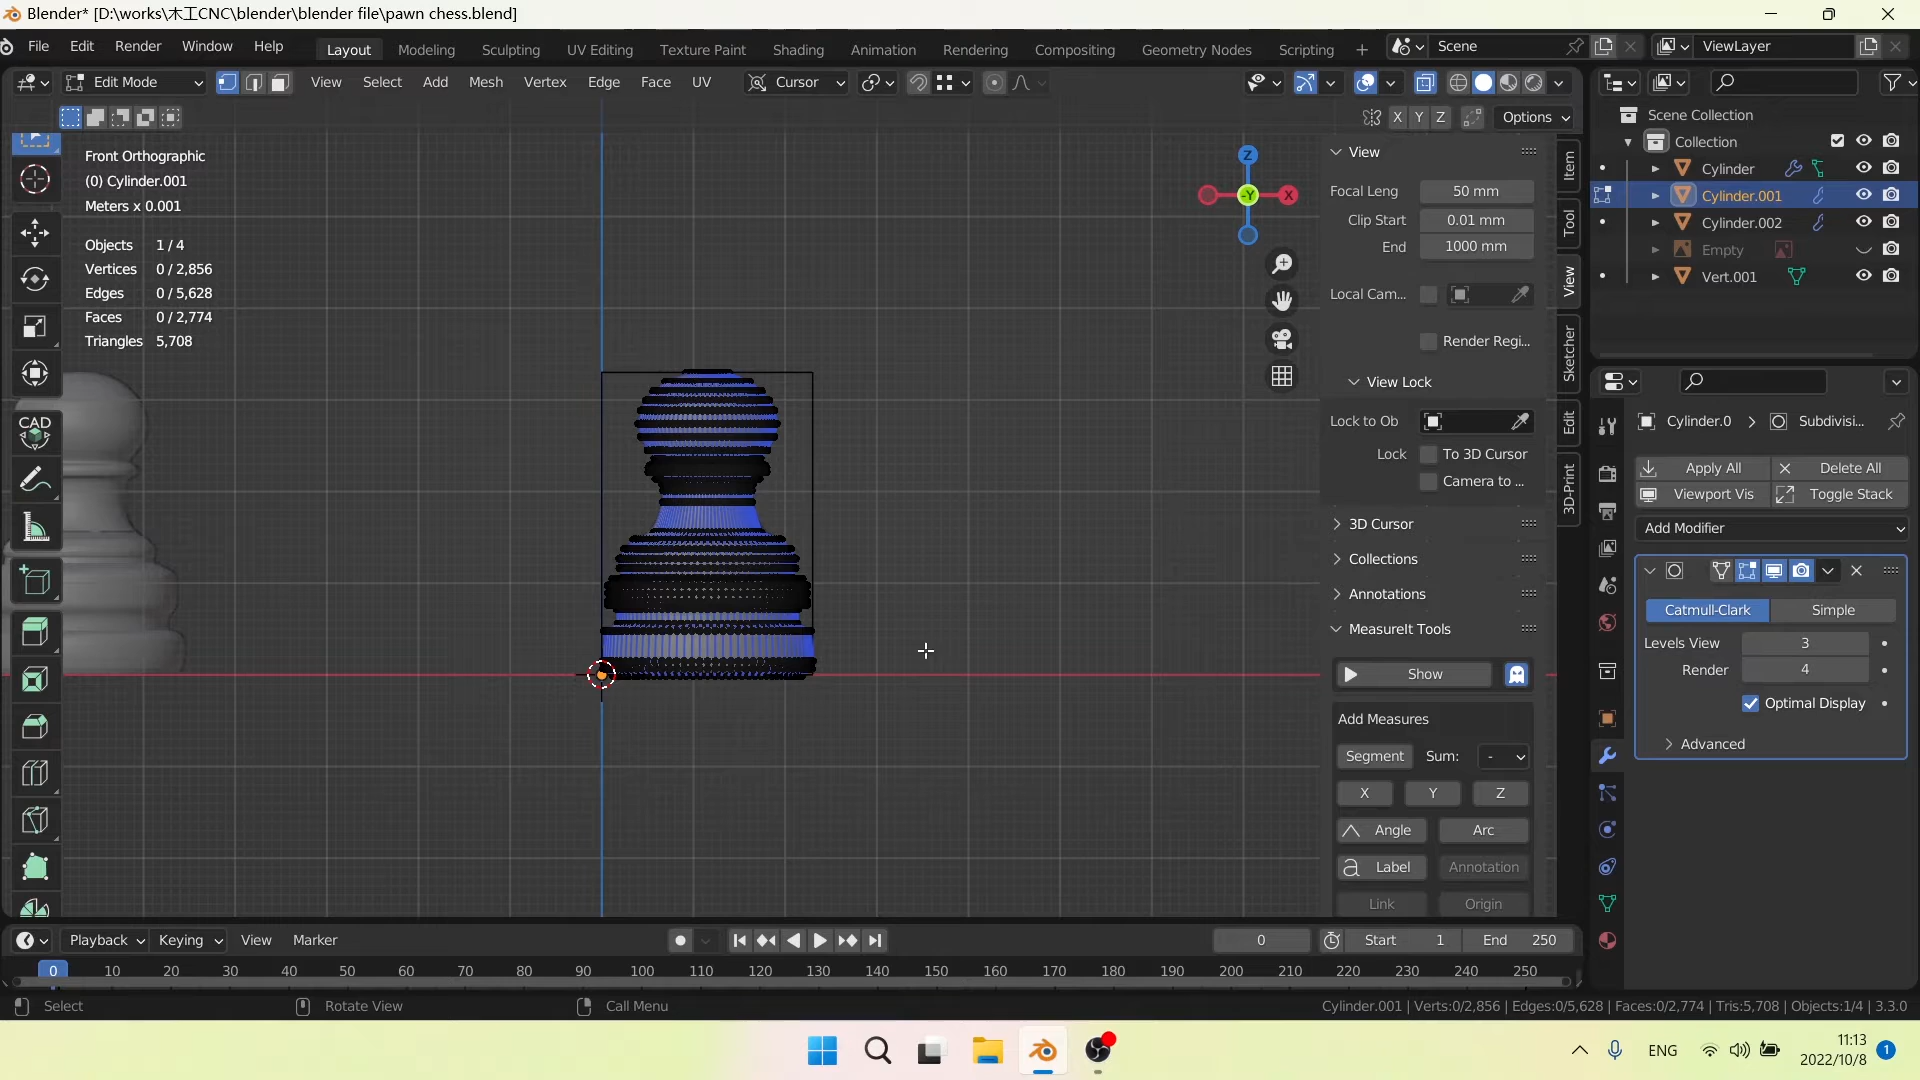 Blender* [D:\works\木工CNC\blender\blender file\pawn chess.blend]
File Edit Render Window Help Layout Modeling Sculpting UV Editing Texture Paint Shading Animation Rendering Compositing Geometry Nodes Scripting + Scene ViewLayer
Edit Mode View Select Add Mesh Vertex Edge Face UV Cursor
X Y Z Options
Front Orthographic
(0) Cylinder.001
Meters x 0.001
Objects 1 / 4
Vertices 0 / 2,856
Edges 0 / 5,628
Faces 0 / 2,774
Triangles 5,708
CAD
Z
-Y
X
View
Focal Leng 50 mm
Clip Start 0.01 mm
End 1000 mm
Local Cam...
Render Regi...
View Lock
Lock to Ob
Lock To 3D Cursor
Camera to ...
3D Cursor
Collections
Annotations
MeasureIt Tools
Show
Add Measures
Segment Sum: -
X Y Z
Angle Arc
a Label Annotation
Link Origin
Item
Tool
View
Sketcher
Edit
3D-Print
Scene Collection
Collection
Cylinder
Cylinder.001
Cylinder.002
Empty
Vert.001
Cylinder.0 > Subdivisi...
Apply All Delete All
Viewport Vis Toggle Stack
Add Modifier
Catmull-Clark Simple
Levels View 3
Render 4
Optimal Display
Advanced
Playback Keying View Marker 0 Start 1 End 250
0 10 20 30 40 50 60 70 80 90 100 110 120 130 140 150 160 170 180 190 200 210 220 230 240 250
Select Rotate View Call Menu Cylinder.001 | Verts:0/2,856 | Edges:0/5,628 | Faces:0/2,774 | Tris:5,708 | Objects:1/4 | 3.3.0
ENG 11:13 1
2022/10/8